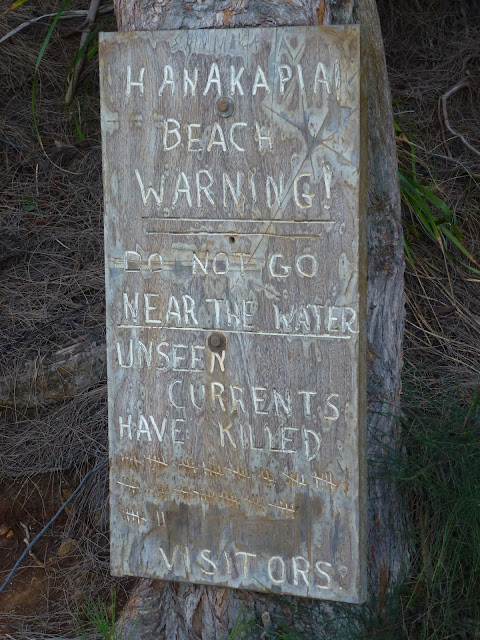 HANAKAPIAI
BEACH
WARNING!
DO NOT GO
NEAR THE WATER
UNSEEN
CURRENTS
HAVE KILLED
VISITORS